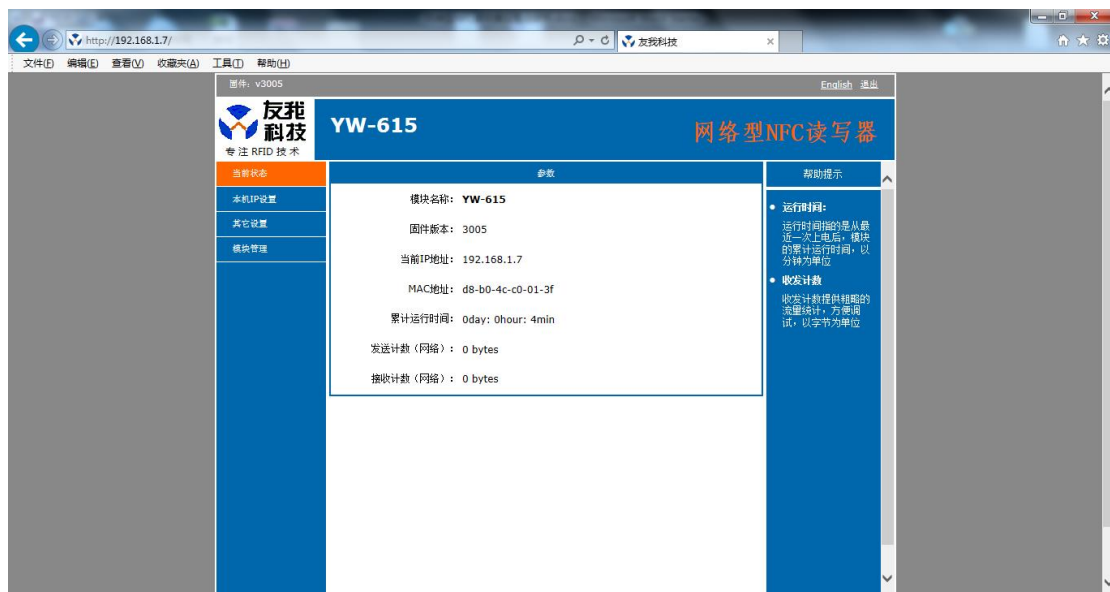 http://192.168.1.7/
友我科技
文件(F) 编辑(E) 查看(V) 收藏夹(A) 工具(T) 帮助(H)
固件: v3005
English 退出
友我
科技
专注 RFID 技术
YW-615
网络型NFC读写器
当前状态
本机IP设置
其它设置
模块管理
参数
模块名称: YW-615
固件版本: 3005
当前IP地址: 192.168.1.7
MAC地址: d8-b0-4c-c0-01-3f
累计运行时间: 0day: 0hour: 4min
发送计数（网络）: 0 bytes
接收计数（网络）: 0 bytes
帮助提示
• 运行时间:
运行时间指的是从最
近一次上电后，模块
的累计运行时间，以
分钟为单位
• 收发计数
收发计数提供粗略的
流量统计，方便调
试，以字节为单位